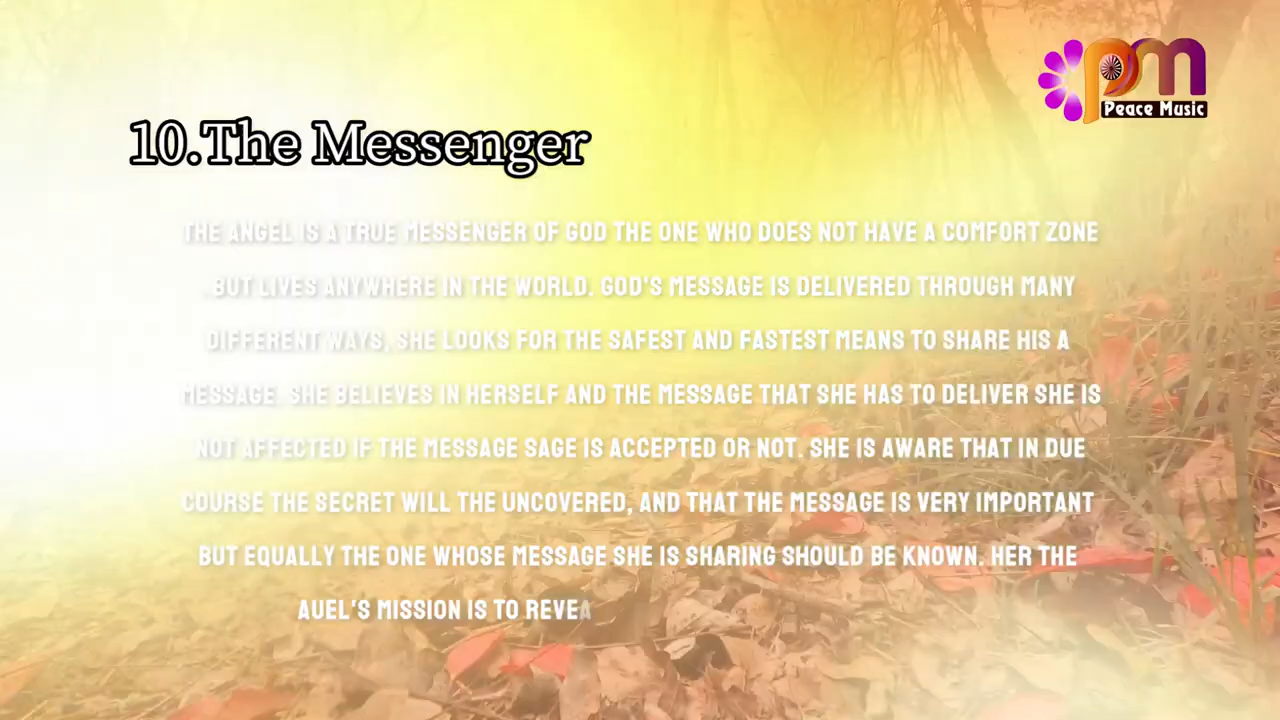 10.The Messenger
THE ANGEL IS A TRUE MESSENGER OF GOD THE ONE WHO DOES NOT HAVE A COMFORT ZONE
. BUT LIVES ANYWHERE IN THE WORLD. GOD'S MESSAGE IS DELIVERED THROUGH MANY
DIFFERENT WAYS, SHE LOOKS FOR THE SAFEST AND FASTEST MEANS TO SHARE HIS A
MESSAGE. SHE BELIEVES IN HERSELF AND THE MESSAGE THAT SHE HAS TO DELIVER SHE IS
NOT AFFECTED IF THE MESSAGE SAGE IS ACCEPTED OR NOT. SHE IS AWARE THAT IN DUE
COURSE THE SECRET WILL THE UNCOVERED, AND THAT THE MESSAGE IS VERY IMPORTANT
BUT EQUALLY THE ONE WHOSE MESSAGE SHE IS SHARING SHOULD BE KNOWN. HER THE
AUEL'S MISSION IS TO REVEA
pm
Peace Music